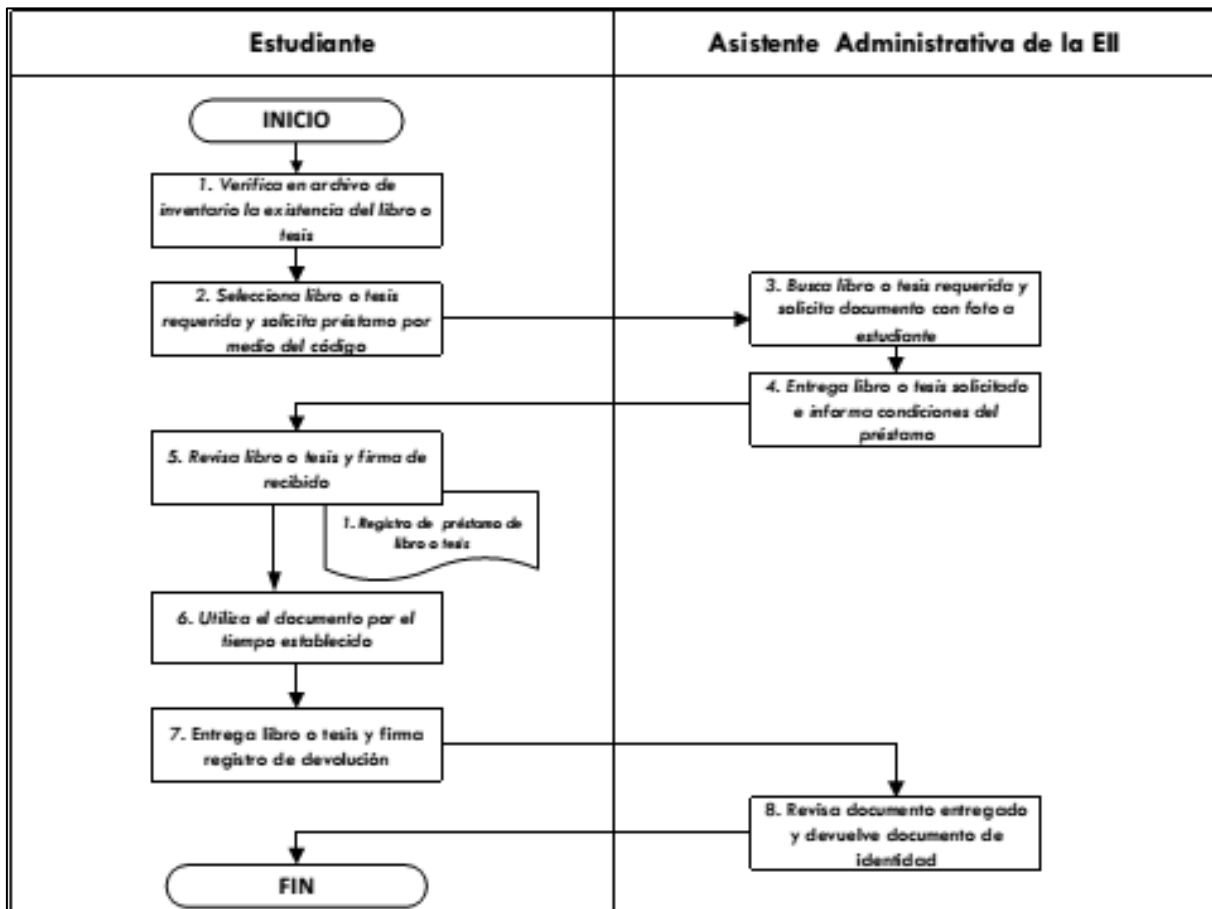 Estudiante
Asistente Administrativa de la EII
INICIO
1. Verifica en archivo de
inventario la existencia del libro o
tesis
2. Selecciona libro o tesis
requerida y solicita préstamo por
medio del código
3. Busca libro o tesis requerida y
solicita documento con foto a
estudiante
4. Entrega libro o tesis solicitado
e informa condiciones del
préstamo
5. Revisa libro o tesis y firma de
recibido
1. Registro de préstamo de
libro o tesis
6. Utiliza el documento por el
tiempo establecido
7. Entrega libro o tesis y firma
registro de devolución
8. Revisa documento entregado
y devuelve documento de
identidad
FIN